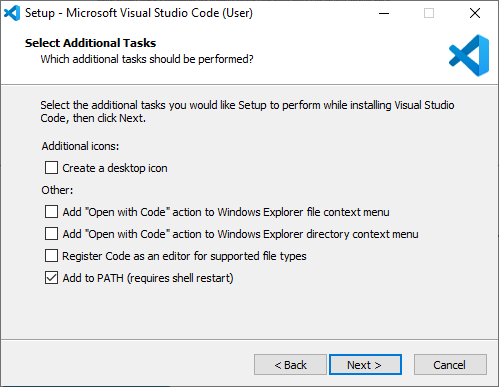 Setup - Microsoft Visual Studio Code (User)
Select Additional Tasks
Which additional tasks should be performed?
Select the additional tasks you would like Setup to perform while installing Visual Studio
Code, then click Next.
Additional icons:
Create a desktop icon
Other:
Add "Open with Code" action to Windows Explorer file context menu
Add "Open with Code" action to Windows Explorer directory context menu
Register Code as an editor for supported file types
Add to PATH (requires shell restart)
< Back
Next >
Cancel